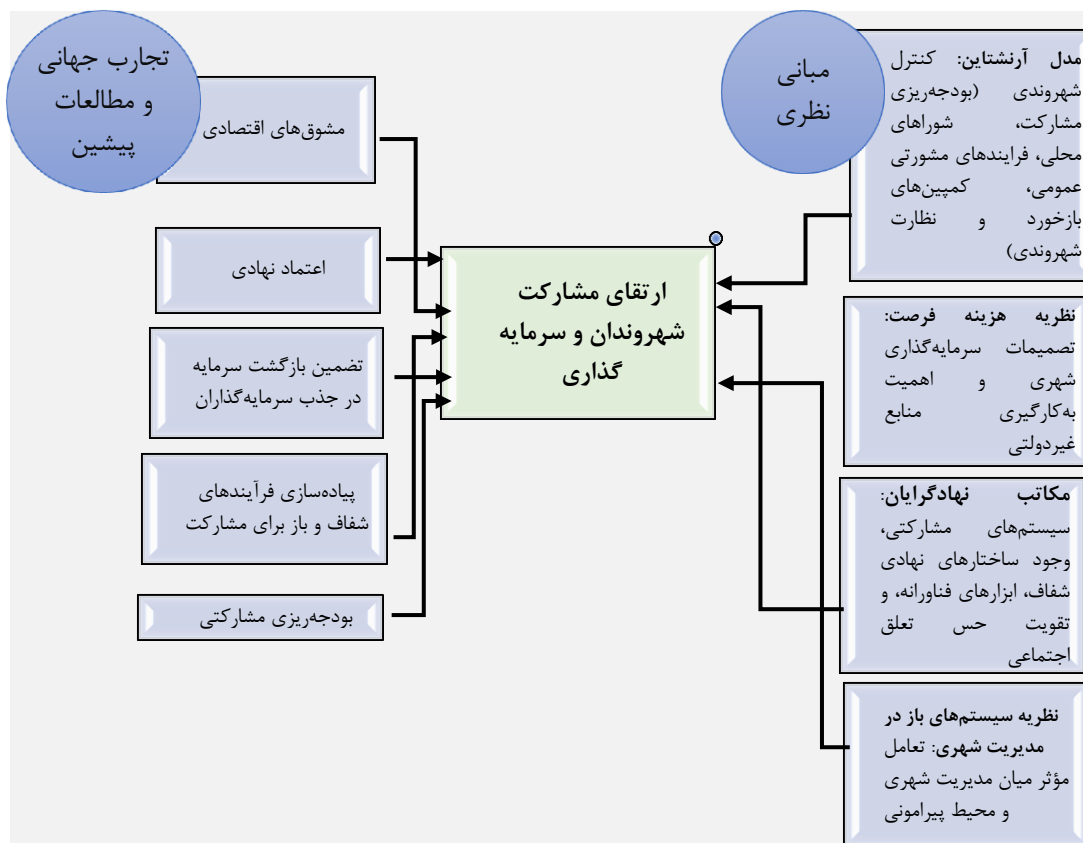 مبانی
نظری
مدل آرنشتاین: کنترل
شهروندی (بودجه‌ریزی
مشارکت، شوراهای
محلی، فرایندهای مشورتی
عمومی، کمپین‌های
بازخورد و نظارت
شهروندی)
نظریه هزینه فرصت:
تصمیمات سرمایه‌گذاری
شهری و اهمیت
به‌کارگیری منابع
غیردولتی
مکاتب نهادگرایان:
سیستم‌های مشارکتی،
وجود ساختارهای نهادی
شفاف، ابزارهای فناورانه، و
تقویت حس تعلق
اجتماعی
نظریه سیستم‌های باز در
مدیریت شهری: تعامل
مؤثر میان مدیریت شهری
و محیط پیرامونی
ارتقای مشارکت
شهروندان و سرمایه
گذاری
تجارب جهانی
و مطالعات
پیشین
مشوق‌های اقتصادی
اعتماد نهادی
تضمین بازگشت سرمایه
در جذب سرمایه‌گذاران
پیاده‌سازی فرآیندهای
شفاف و باز برای مشارکت
بودجه‌ریزی مشارکتی